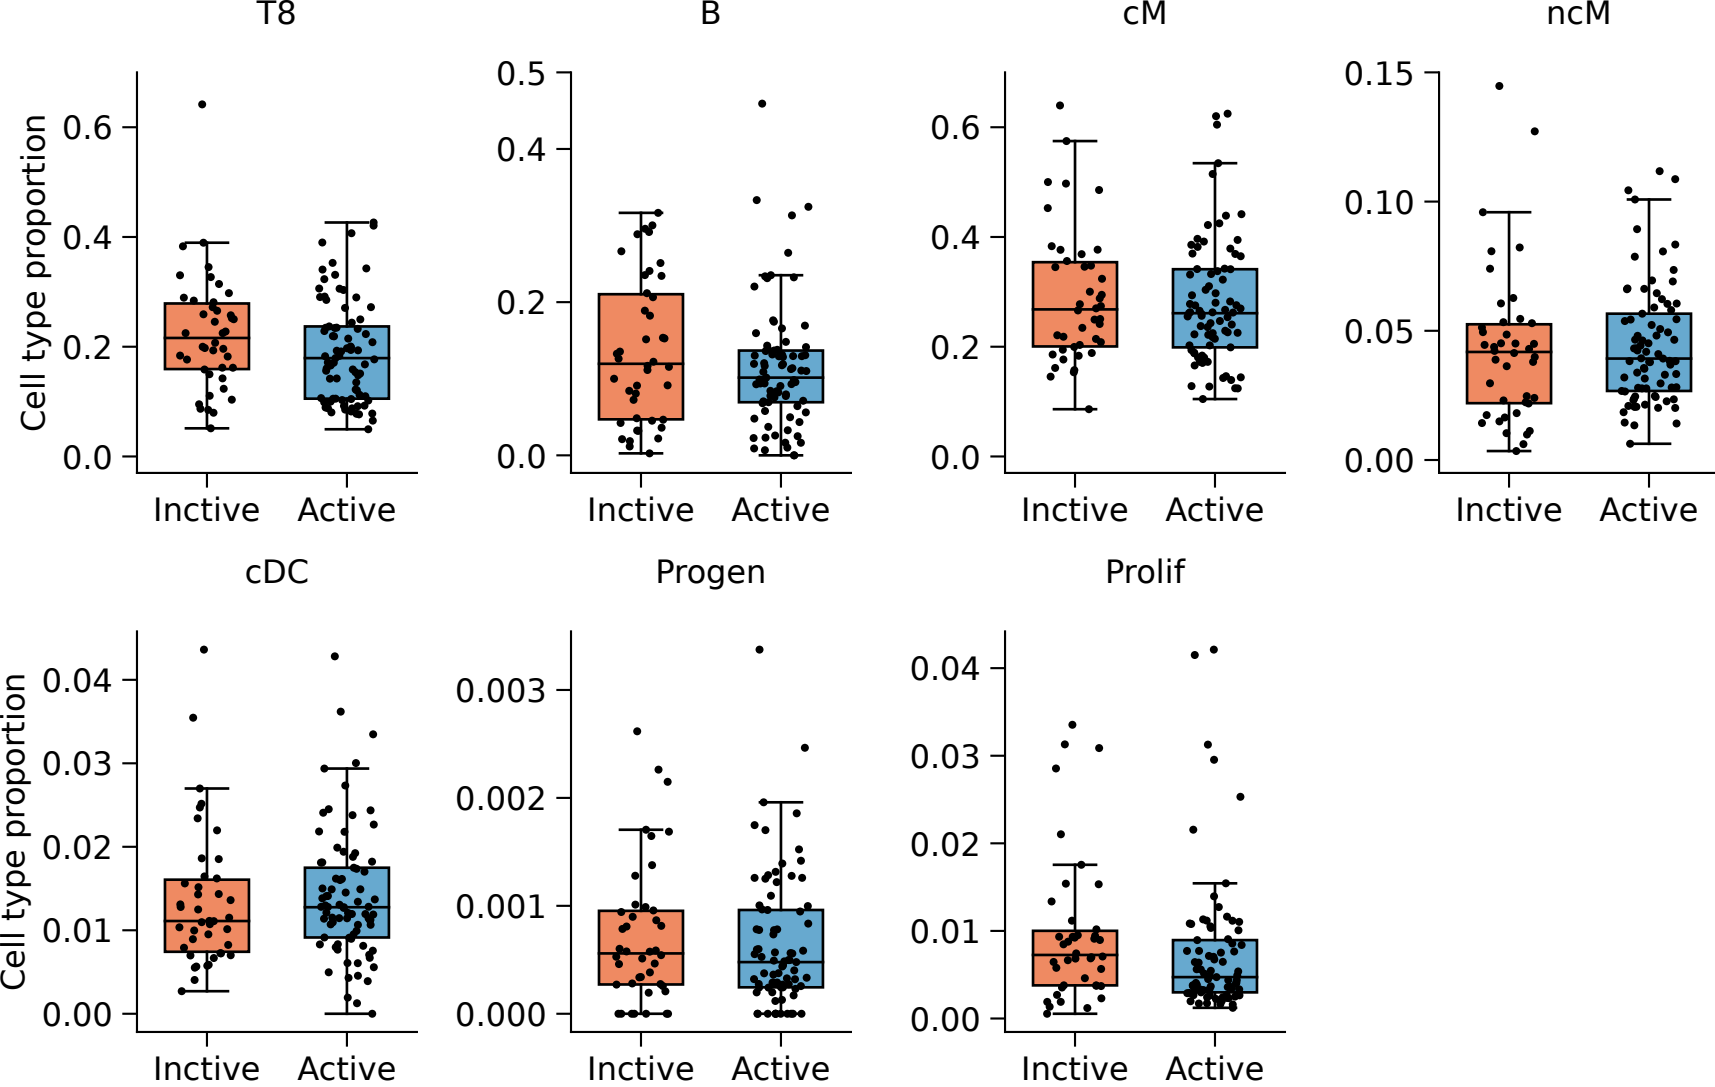 T8
B
cM
ncM
Cell type proportion
0.6
0.4
0.2
0.0
Inctive Active
0.5
0.4
0.2
0.0
Inctive Active
0.6
0.4
0.2
0.0
Inctive Active
0.15
0.10
0.05
0.00
Inctive Active
cDC
Progen
Prolif
Cell type proportion
0.04
0.03
0.02
0.01
0.00
Inctive Active
0.003
0.002
0.001
0.000
Inctive Active
0.04
0.03
0.02
0.01
0.00
Inctive Active